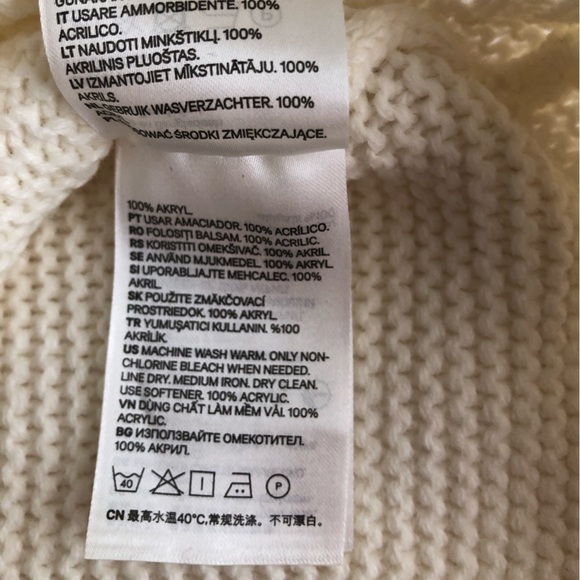 IT USARE AMMORBIDENTE. 100%
ACRILICO.
LT NAUDOTI MINKŠTIKLĮ. 100%
AKRILINIS PLUOŠTAS.
LV IZMANTOJIET MĪKSTINĀTĀJU. 100%
AKRILS.
GEBRUIK WASVERZACHTER. 100%
ŚRODKI ZMIĘKCZAJĄCE.
100% AKRYL.
PT USAR AMACIADOR. 100% ACRÍLICO.
RO FOLOSITI BALSAM. 100% ACRILIC.
RS KORISTITI OMEKŠIVAČ. 100% AKRIL.
SE ANVÄND MJUKMEDEL. 100% AKRYL.
SI UPORABLJAJTE MEHČALEC. 100%
AKRIL.
SK POUŽITE ZMÄKČOVACÍ
PROSTRIEDOK. 100% AKRYL.
TR YUMUŞATICI KULLANIN. %100
AKRİLİK.
US MACHINE WASH WARM. ONLY NON-
CHLORINE BLEACH WHEN NEEDED.
LINE DRY. MEDIUM IRON. DRY CLEAN.
USE SOFTENER. 100% ACRYLIC.
VN DÙNG CHẤT LÀM MỀM VẢI. 100%
ACRYLIC.
BG ИЗПОЛЗВАЙТЕ ОМЕКОТИТЕЛ.
100% АКРИЛ.
40 P
CN 最高水温40°C,常规洗涤。不可漂白。